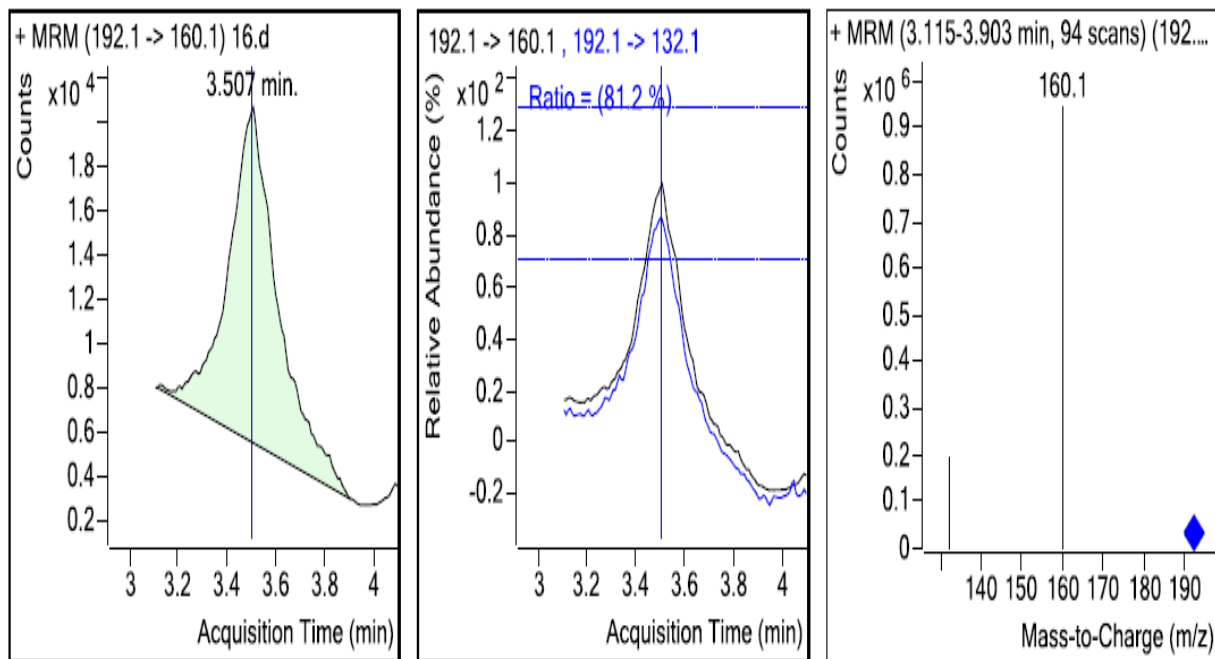 + MRM (192.1 -> 160.1) 16.d
Counts
x10 4
3.507 min.
1.8
1.6
1.4
1.2
1
0.8
0.6
0.4
0.2
3 3.2 3.4 3.6 3.8 4
Acquisition Time (min)
192.1 -> 160.1 , 192.1 -> 132.1
Relative Abundance (%)
x10 2
Ratio = (81.2 %)
1.2
1
0.8
0.6
0.4
0.2
0
-0.2
3 3.2 3.4 3.6 3.8 4
Acquisition Time (min)
+ MRM (3.115-3.903 min, 94 scans) (192....
Counts
x10 6
160.1
0.9
0.8
0.7
0.6
0.5
0.4
0.3
0.2
0.1
0
140 150 160 170 180 190
Mass-to-Charge (m/z)